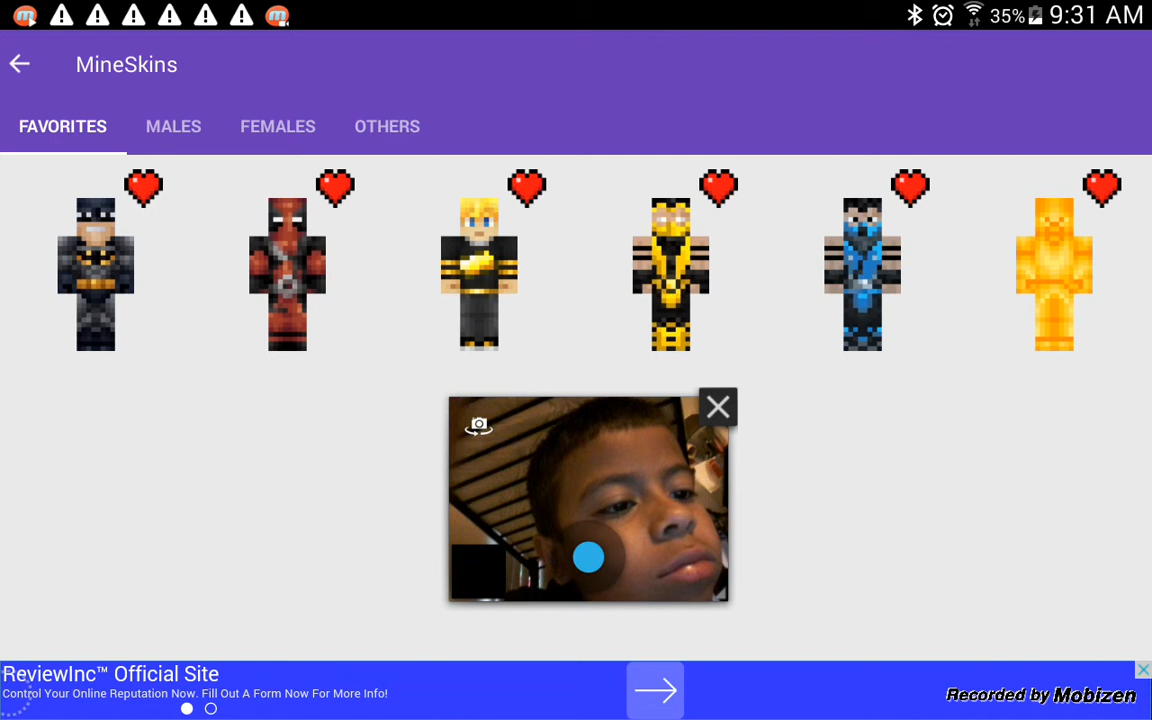 35% 9:31 AM
MineSkins
FAVORITES MALES FEMALES OTHERS
ReviewInc™ Official Site
Control Your Online Reputation Now. Fill Out A Form Now For More Info!
Recorded by Mobizen